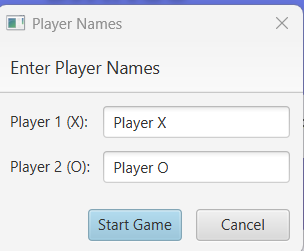 Player Names
Enter Player Names
Player 1 (X): Player X
Player 2 (O): Player O
Start Game Cancel